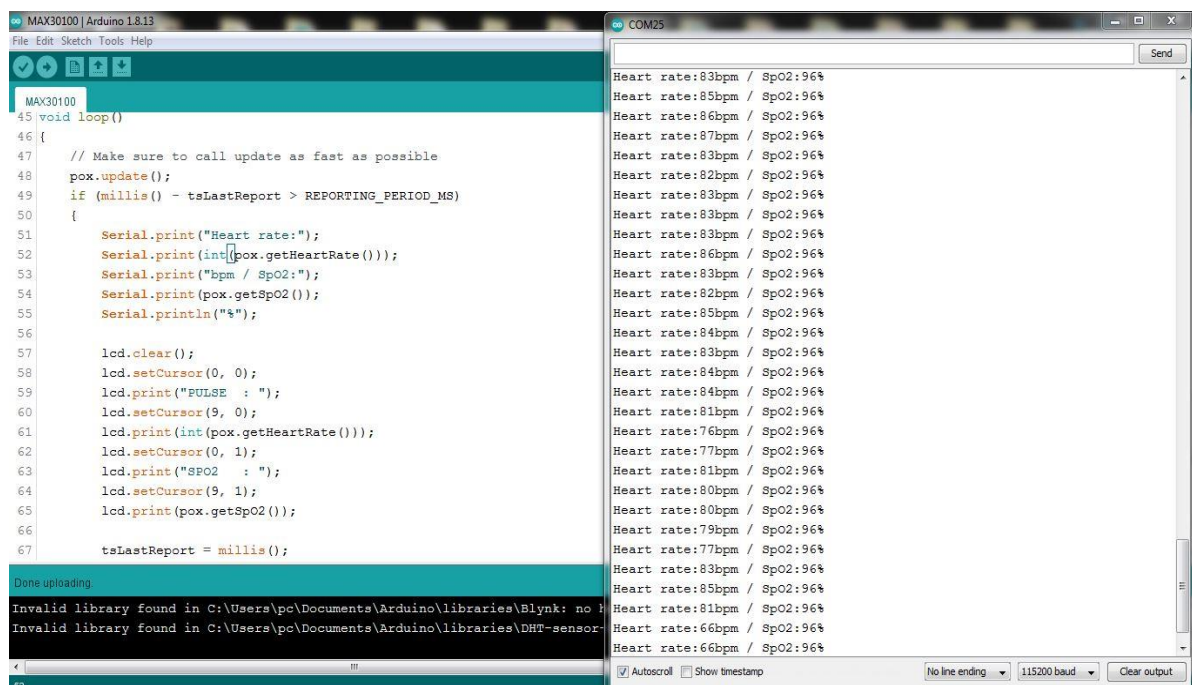 MAX30100 | Arduino 1.8.13
File Edit Sketch Tools Help
MAX30100
45 void loop()
46 {
47 // Make sure to call update as fast as possible
48 pox.update();
49 if (millis() - tsLastReport > REPORTING_PERIOD_MS)
50 {
51 Serial.print("Heart rate:");
52 Serial.print(int(pox.getHeartRate()));
53 Serial.print("bpm / SpO2:");
54 Serial.print(pox.getSpO2());
55 Serial.println("%");
56
57 lcd.clear();
58 lcd.setCursor(0, 0);
59 lcd.print("PULSE  : ");
60 lcd.setCursor(9, 0);
61 lcd.print(int(pox.getHeartRate()));
62 lcd.setCursor(0, 1);
63 lcd.print("SPO2   : ");
64 lcd.setCursor(9, 1);
65 lcd.print(pox.getSpO2());
66
67 tsLastReport = millis();
Done uploading.
Invalid library found in C:\Users\pc\Documents\Arduino\libraries\Blynk: no
Invalid library found in C:\Users\pc\Documents\Arduino\libraries\DHT-sensor-
COM25
Send
Heart rate:83bpm / SpO2:96%
Heart rate:85bpm / SpO2:96%
Heart rate:86bpm / SpO2:96%
Heart rate:87bpm / SpO2:96%
Heart rate:83bpm / SpO2:96%
Heart rate:82bpm / SpO2:96%
Heart rate:83bpm / SpO2:96%
Heart rate:83bpm / SpO2:96%
Heart rate:83bpm / SpO2:96%
Heart rate:86bpm / SpO2:96%
Heart rate:83bpm / SpO2:96%
Heart rate:82bpm / SpO2:96%
Heart rate:85bpm / SpO2:96%
Heart rate:84bpm / SpO2:96%
Heart rate:83bpm / SpO2:96%
Heart rate:84bpm / SpO2:96%
Heart rate:84bpm / SpO2:96%
Heart rate:81bpm / SpO2:96%
Heart rate:76bpm / SpO2:96%
Heart rate:77bpm / SpO2:96%
Heart rate:81bpm / SpO2:96%
Heart rate:80bpm / SpO2:96%
Heart rate:80bpm / SpO2:96%
Heart rate:79bpm / SpO2:96%
Heart rate:77bpm / SpO2:96%
Heart rate:83bpm / SpO2:96%
Heart rate:85bpm / SpO2:96%
Heart rate:81bpm / SpO2:96%
Heart rate:66bpm / SpO2:96%
Heart rate:66bpm / SpO2:96%
Autoscroll Show timestamp No line ending 115200 baud Clear output